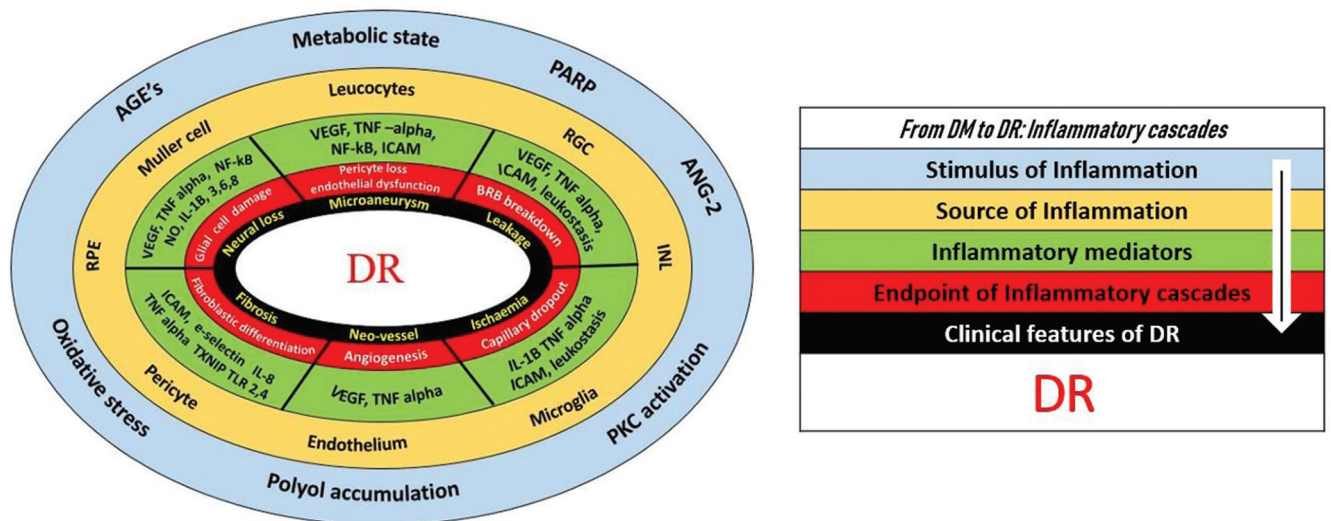 Metabolic state
PARP
ANG-2
PKC activation
Polyol accumulation
Oxidative stress
AGE's
Leucocytes
RGC
INL
Microglia
Endothelium
Pericyte
RPE
Muller cell
VEGF, TNF –alpha,
NF-kB, ICAM
VEGF, TNF alpha,
ICAM, leukostasis
IL-1B TNF alpha
ICAM, leukostasis
VEGF, TNF alpha
ICAM, e-selectin IL-8
TNF alpha TXNIP TLR 2,4
VEGF, TNF alpha, NF-kB
NO, IL-1B, 3,6,8
Pericyte loss
endothelial dysfunction
BRB breakdown
Capillary dropout
Angiogenesis
Fibroblastic differentiation
Glial cell damage
Microaneurysm
Leakage
Ischaemia
Neo-vessel
Fibrosis
Neural loss
DR
From DM to DR: Inflammatory cascades
Stimulus of Inflammation
Source of Inflammation
Inflammatory mediators
Endpoint of Inflammatory cascades
Clinical features of DR
DR